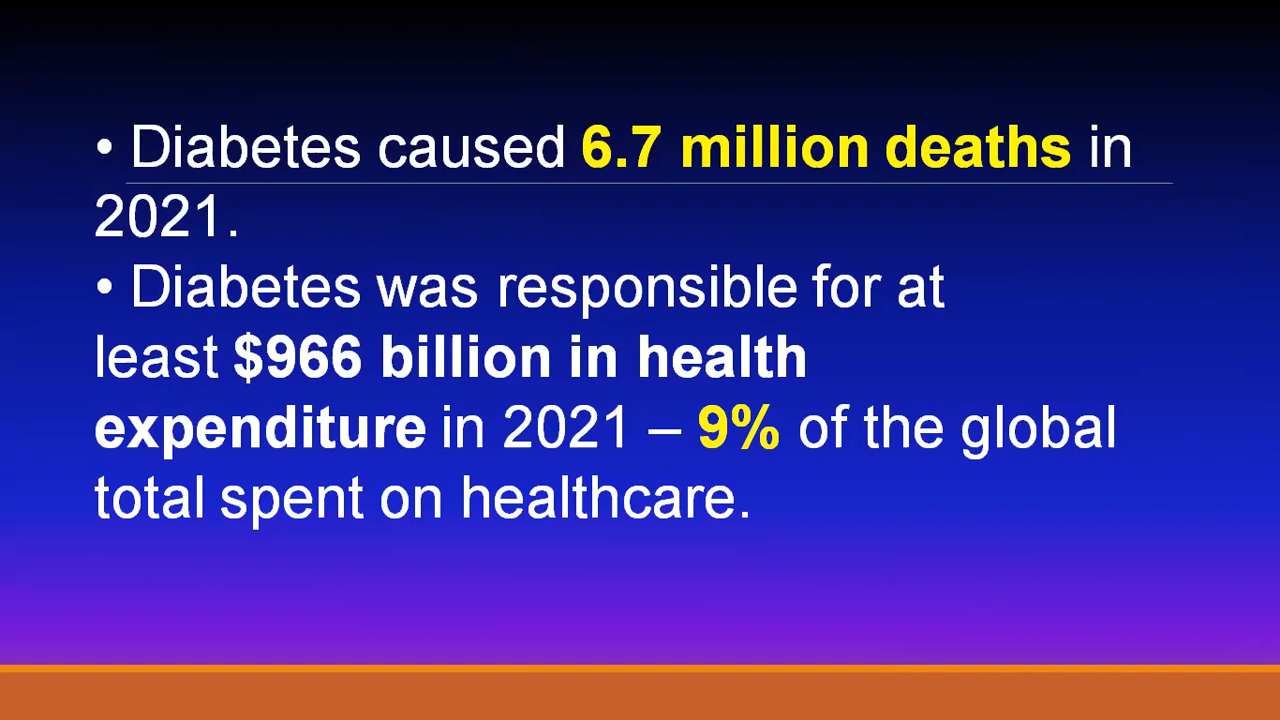 • Diabetes caused 6.7 million deaths in
2021.
• Diabetes was responsible for at
least $966 billion in health
expenditure in 2021 – 9% of the global
total spent on healthcare.